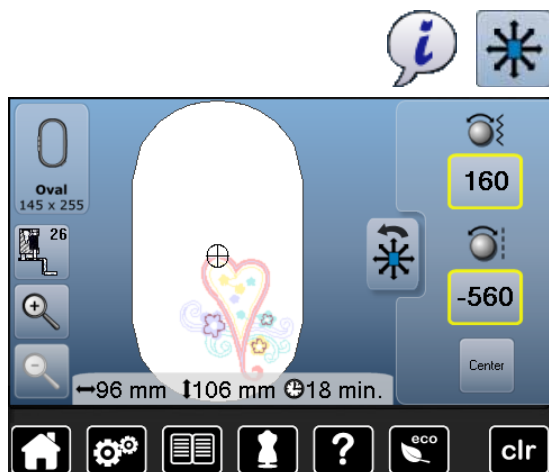 i
Oval
145 x 255
26
160
-560
Center
96 mm 106 mm 18 min.
?
eco
clr